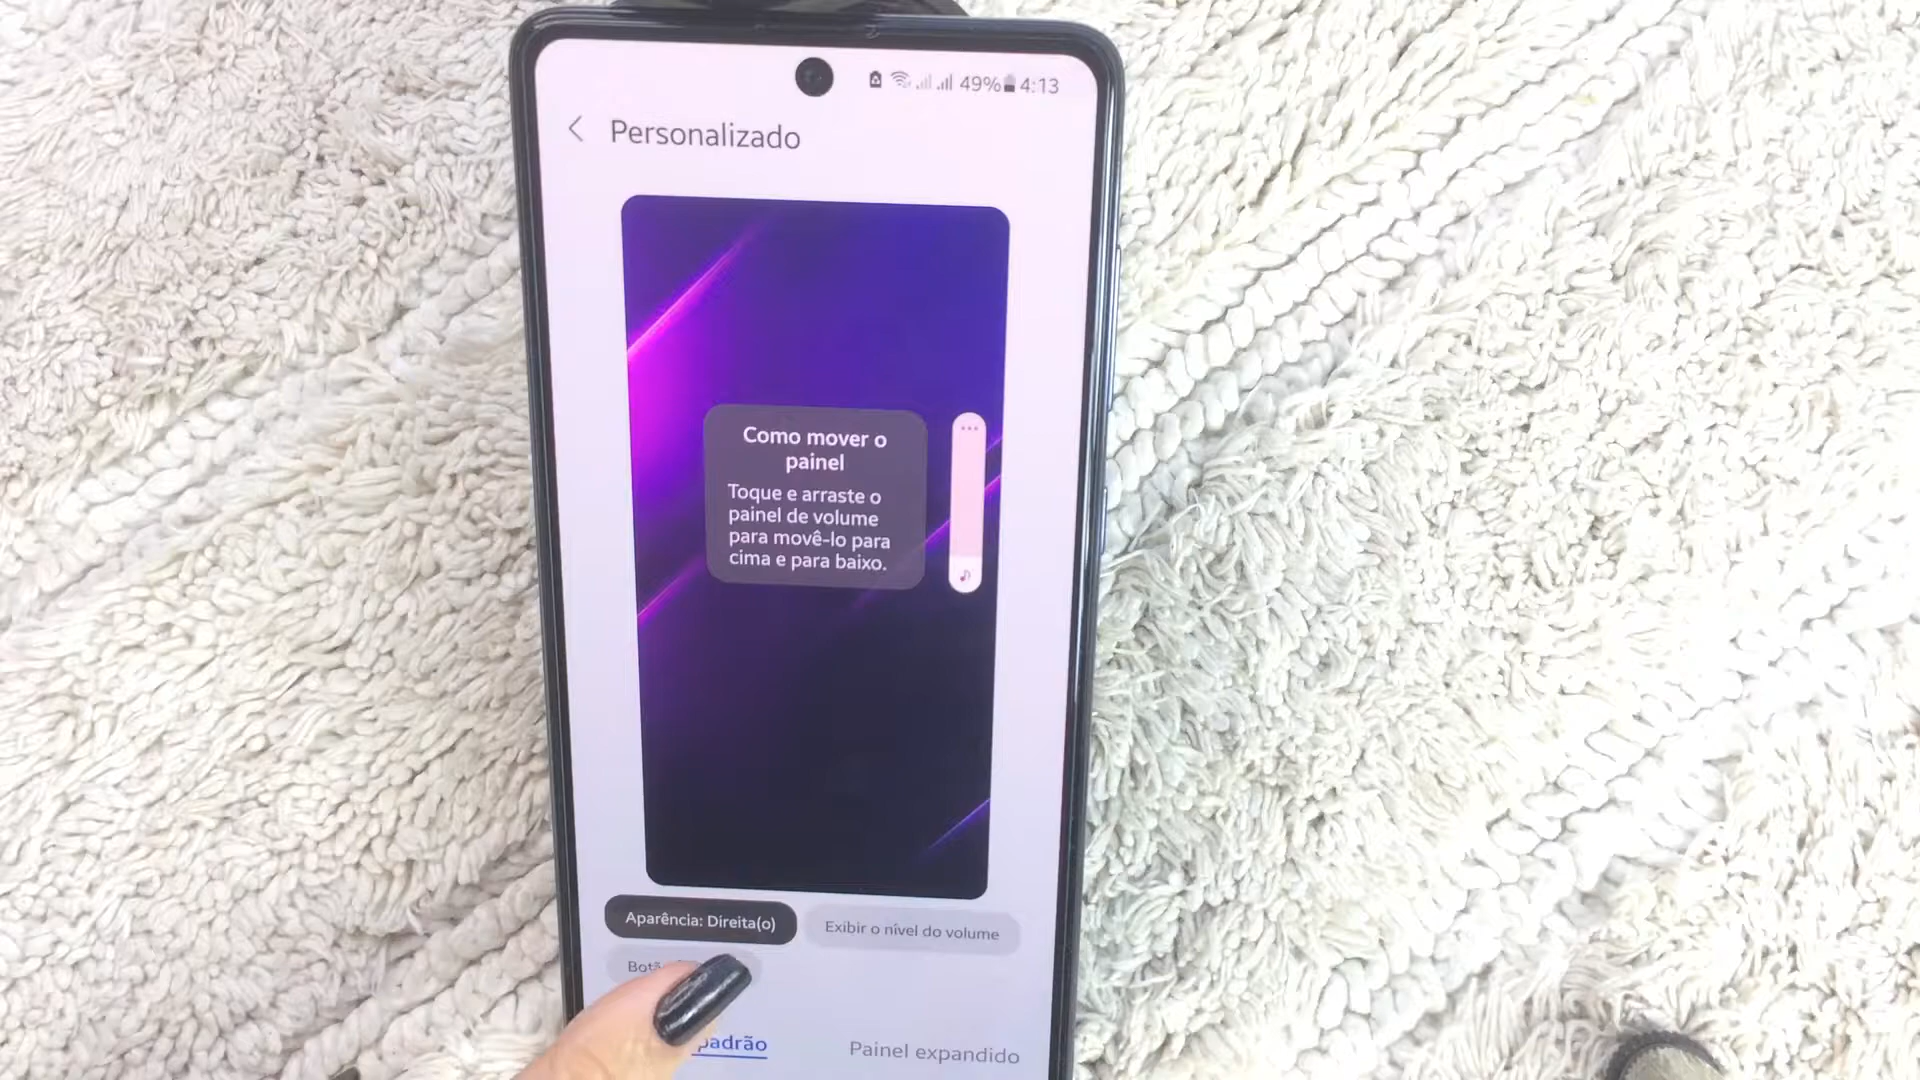 49% 4:13
Personalizado
Como mover o
painel
Toque e arraste o
painel de volume
para movê-lo para
cima e para baixo.
Aparência: Direita(o)
Exibir o nível do volume
padrão
Painel expandido